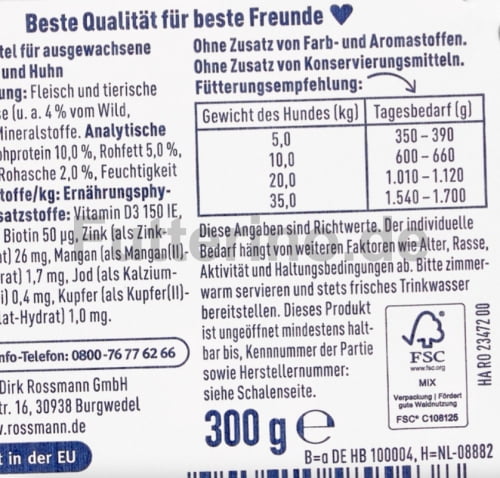 Beste Qualität für beste Freunde
tel für ausgewachsene
und Huhn
ung: Fleisch und tierische
e (u. a. 4 % vom Wild,
Mineralstoffe. Analytische
ohprotein 10,0 %, Rohfett 5,0 %,
Rohasche 2,0 %, Feuchtigkeit
toffe/kg: Ernährungsphy-
satzstoffe: Vitamin D3 150 IE,
Biotin 50 µg, Zink (als Zink-
at) 26 mg, Mangan (als Mangan(II)-
rat) 1,7 mg, Jod (als Kalzium-
i) 0,4 mg, Kupfer (als Kupfer(II)-
lat-Hydrat) 1,0 mg.
nfo-Telefon: 0800-76 77 62 66
Dirk Rossmann GmbH
tr. 16, 30938 Burgwedel
.rossmann.de
t in der EU
Ohne Zusatz von Farb- und Aromastoffen.
Ohne Zusatz von Konservierungsmitteln.
Fütterungsempfehlung:
Gewicht des Hundes (kg) Tagesbedarf (g)
5,0 350 – 390
10,0 600 – 660
20,0 1.010 – 1.120
35,0 1.540 – 1.700
Diese Angaben sind Richtwerte. Der individuelle
Bedarf hängt von weiteren Faktoren wie Alter, Rasse,
Aktivität und Haltungsbedingungen ab. Bitte zimmer-
warm servieren und stets frisches Trinkwasser
bereitstellen. Dieses Produkt
ist ungeöffnet mindestens halt-
bar bis, Kennnummer der Partie
sowie Herstellernummer:
siehe Schalenseite.
300 g e
FSC
www.fsc.org
MIX
Verpackung | Fördert
gute Waldnutzung
FSC® C108125
HA RO 23472 00
B=a DE HB 100004, H=NL-08882
Futterino.de